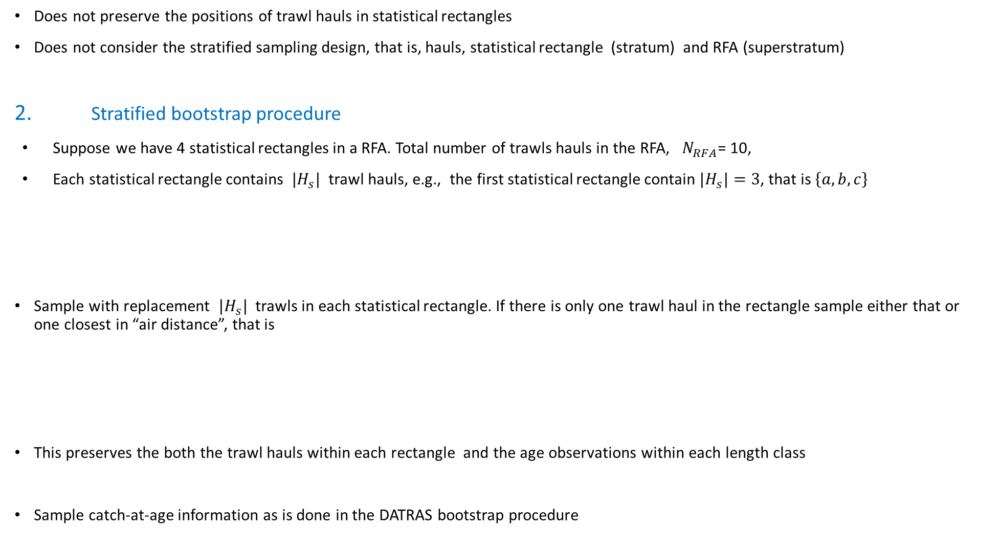 • Does not preserve the positions of trawl hauls in statistical rectangles
• Does not consider the stratified sampling design, that is, hauls, statistical rectangle (stratum) and RFA (superstratum)
2. Stratified bootstrap procedure
• Suppose we have 4 statistical rectangles in a RFA. Total number of trawls hauls in the RFA, $N_{RFA}$= 10,
• Each statistical rectangle contains $|H_s|$ trawl hauls, e.g., the first statistical rectangle contain $|H_s| = 3$, that is $\{a, b, c\}$
• Sample with replacement $|H_s|$ trawls in each statistical rectangle. If there is only one trawl haul in the rectangle sample either that or
one closest in “air distance”, that is
• This preserves the both the trawl hauls within each rectangle and the age observations within each length class
• Sample catch-at-age information as is done in the DATRAS bootstrap procedure